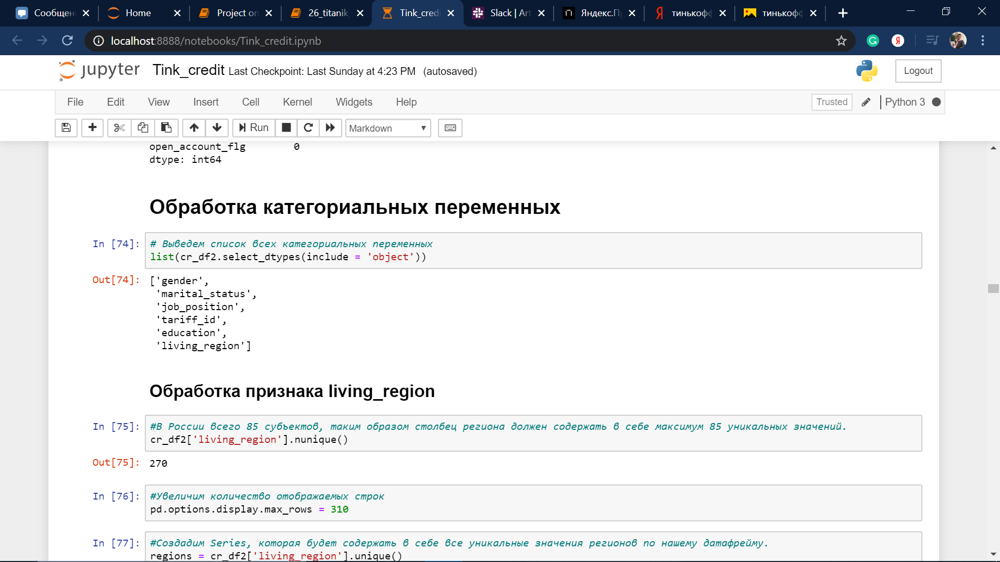 Сообщен
Home
Project on
26_titanik_
Tink_credi
Slack | Art
Яндекс.П
тинькофф
тинькофф
localhost:8888/notebooks/Tink_credit.ipynb
jupyter Tink_credit Last Checkpoint: Last Sunday at 4:23 PM (autosaved)
Logout
File Edit View Insert Cell Kernel Widgets Help
Trusted
Python 3
Run
Markdown
open_account_flg 0
dtype: int64
Обработка категориальных переменных
In [74]: # Выведем список всех категориальных переменных
list(cr_df2.select_dtypes(include = 'object'))
Out[74]: ['gender',
'marital_status',
'job_position',
'tariff_id',
'education',
'living_region']
Обработка признака living_region
In [75]: #В России всего 85 субъектов, таким образом столбец региона должен содержать в себе максимум 85 уникальных значений.
cr_df2['living_region'].nunique()
Out[75]: 270
In [76]: #Увеличим количество отображаемых строк
pd.options.display.max_rows = 310
In [77]: #Создадим Series, которая будет содержать в себе все уникальные значения регионов по нашему датафрейму.
regions = cr_df2['living_region'].unique()